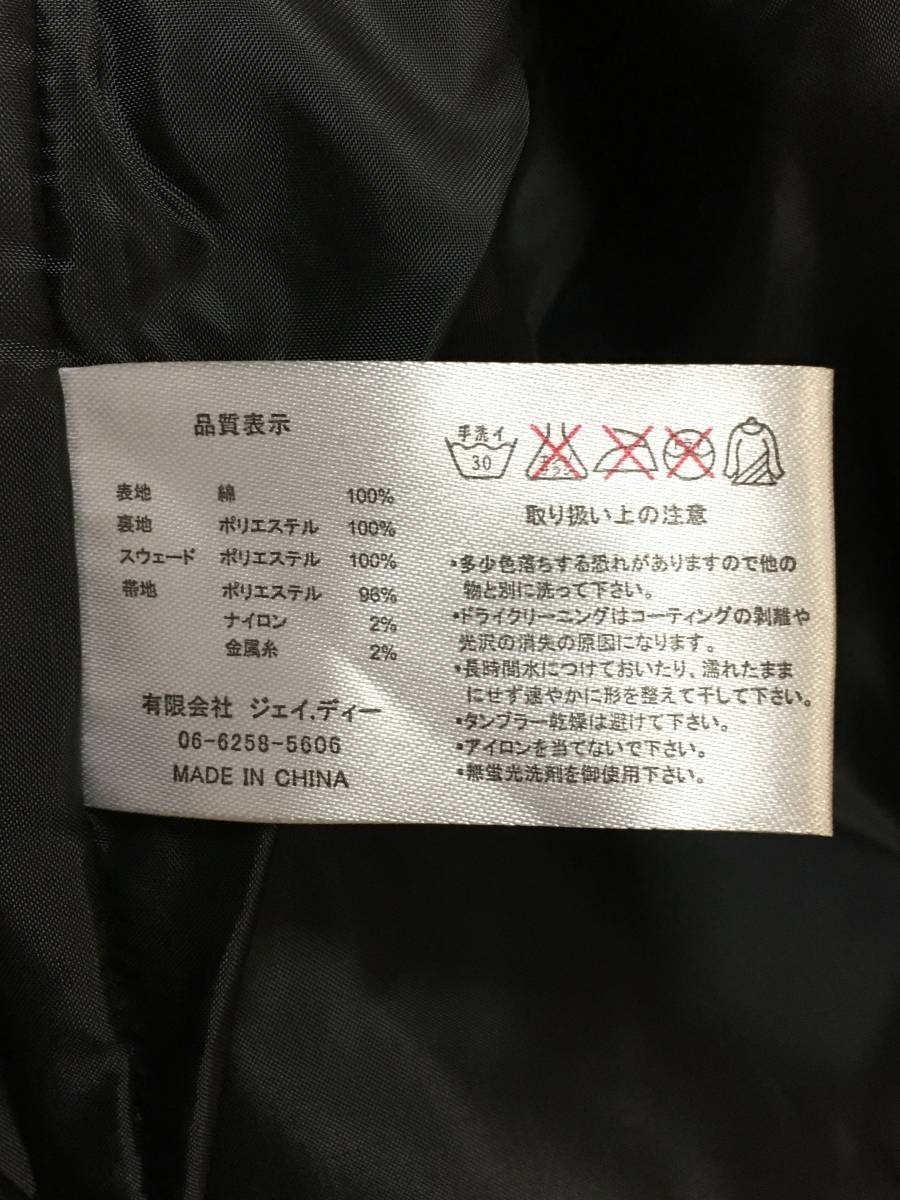 品質表示
表地 綿 100%
裏地 ポリエステル 100%
スウェード ポリエステル 100%
帯地 ポリエステル 96%
ナイロン 2%
金属糸 2%
有限会社 ジェイ.ディー
06-6258-5606
MADE IN CHINA
手洗イ
30
エンソサラシ
ドライ
取り扱い上の注意
•多少色落ちする恐れがありますので他の
物と別に洗って下さい。
•ドライクリーニングはコーティングの剥離や
光沢の消失の原因になります。
•長時間水につけておいたり、濡れたまま
にせず速やかに形を整えて干して下さい。
•タンブラー乾燥は避けて下さい。
•アイロンを当てないで下さい。
•無蛍光洗剤を御使用下さい。